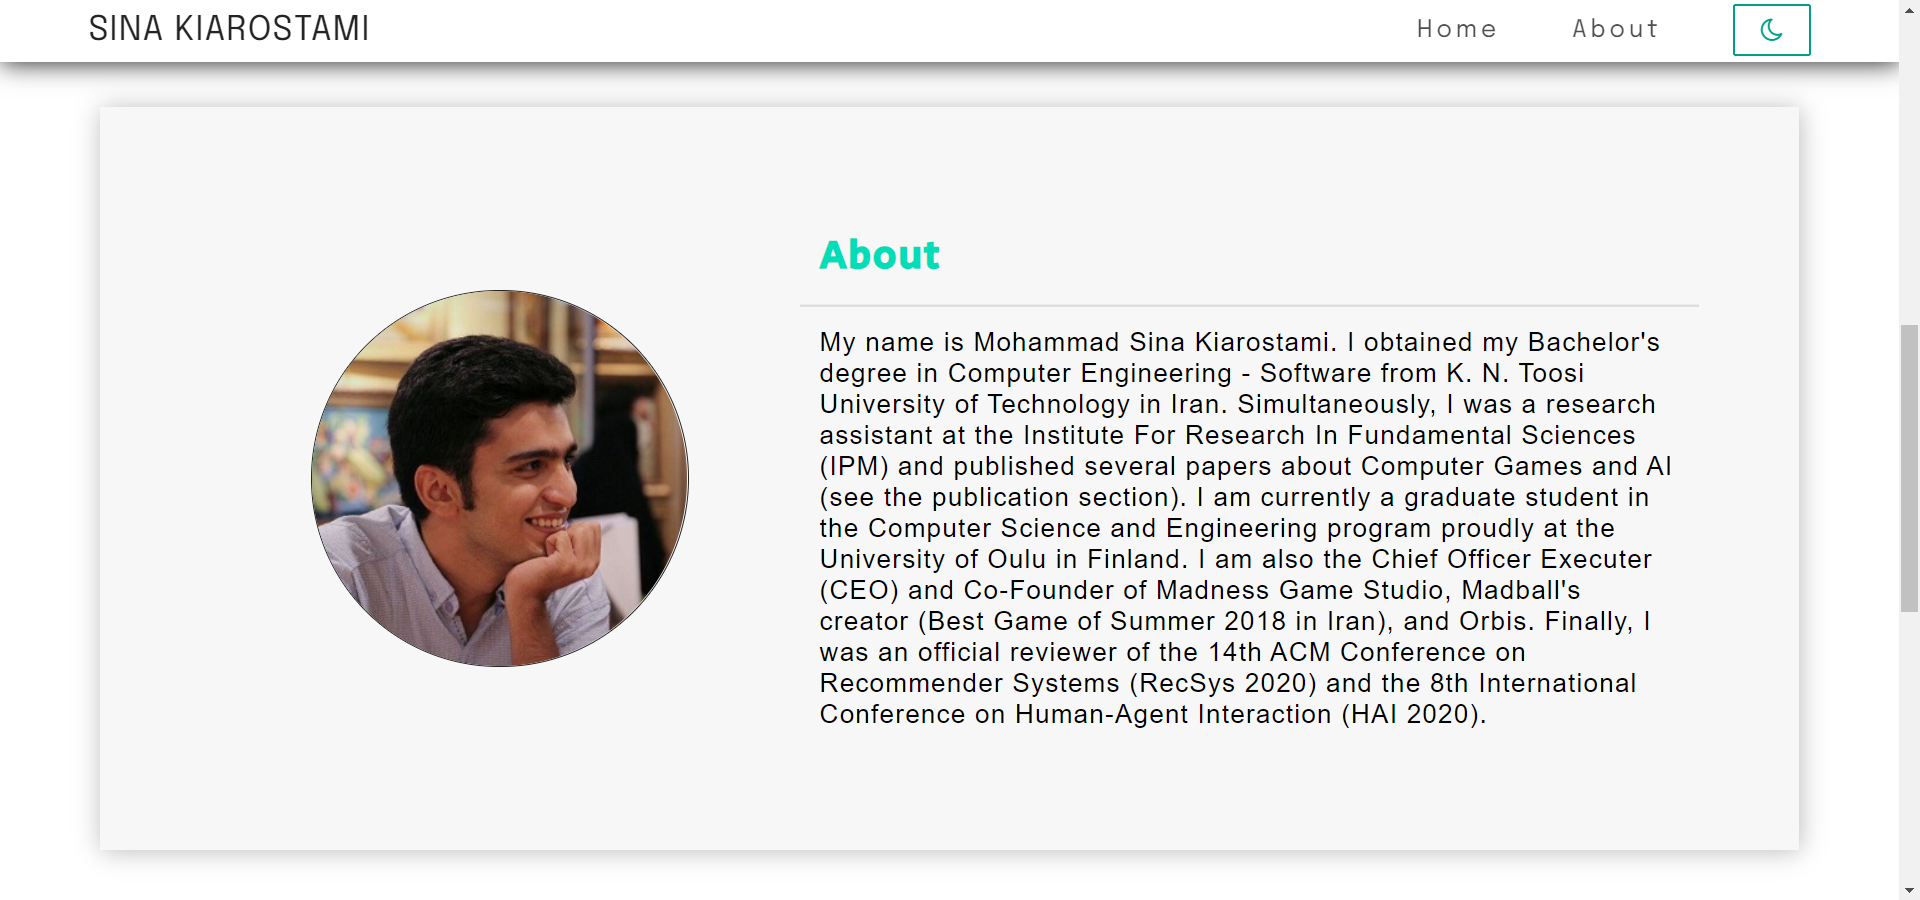 SINA KIAROSTAMI
Home
About
About
My name is Mohammad Sina Kiarostami. I obtained my Bachelor's
degree in Computer Engineering - Software from K. N. Toosi
University of Technology in Iran. Simultaneously, I was a research
assistant at the Institute For Research In Fundamental Sciences
(IPM) and published several papers about Computer Games and AI
(see the publication section). I am currently a graduate student in
the Computer Science and Engineering program proudly at the
University of Oulu in Finland. I am also the Chief Officer Executer
(CEO) and Co-Founder of Madness Game Studio, Madball's
creator (Best Game of Summer 2018 in Iran), and Orbis. Finally, I
was an official reviewer of the 14th ACM Conference on
Recommender Systems (RecSys 2020) and the 8th International
Conference on Human-Agent Interaction (HAI 2020).